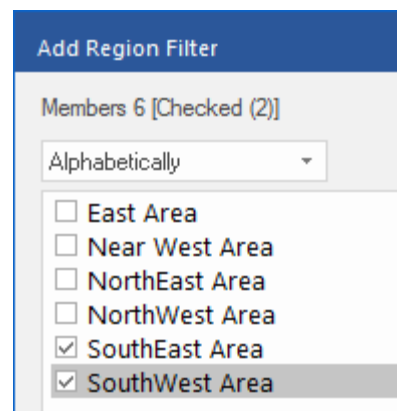 Add Region Filter
Members 6 [Checked (2)]
Alphabetically
East Area
Near West Area
NorthEast Area
NorthWest Area
SouthEast Area
SouthWest Area